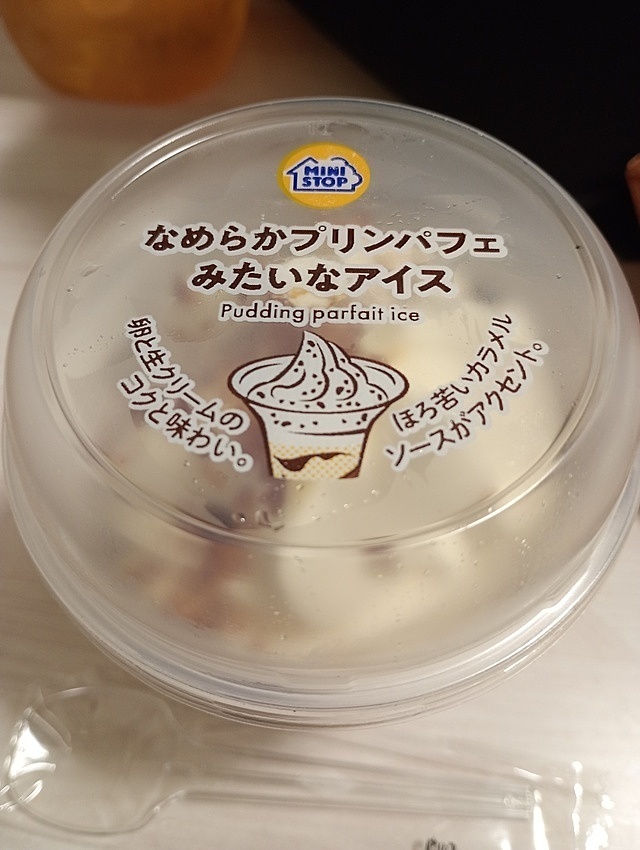 MINI
STOP
なめらかプリンパフェ
みたいなアイス
Pudding parfait ice
卵と生クリームの
コクと味わい。
ほろ苦いカラメル
ソースがアクセント。